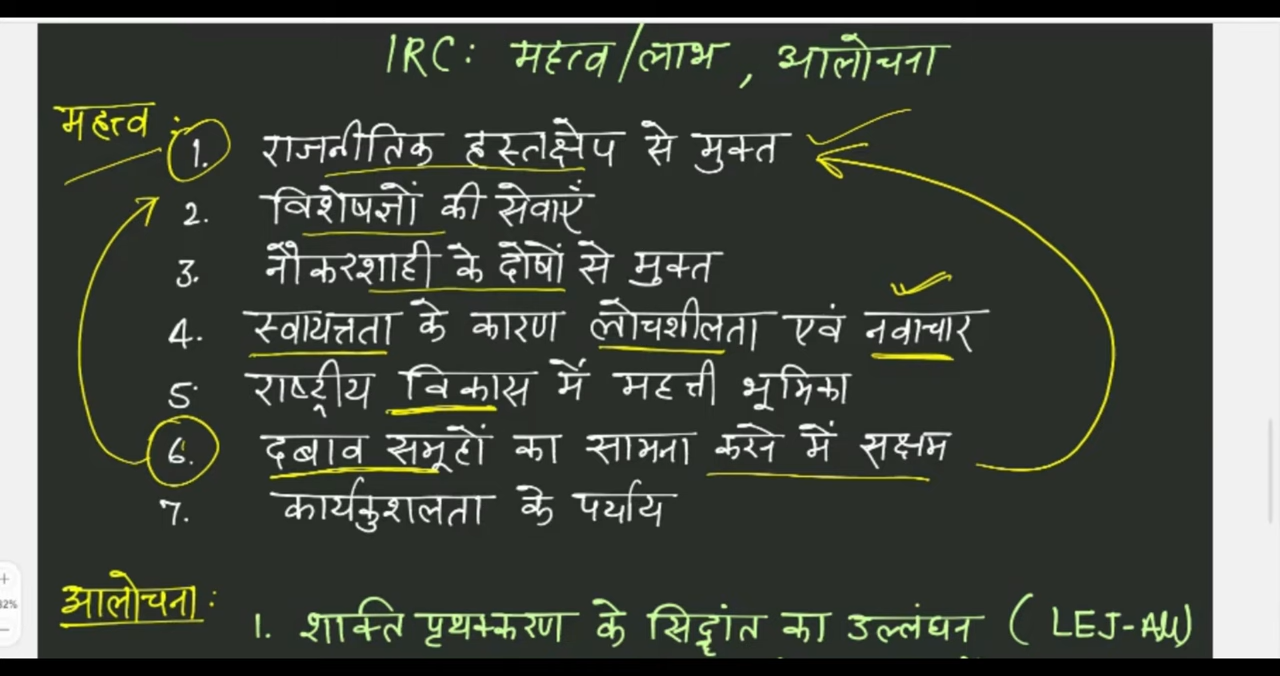 IRC: महत्व/लाभ, आलोचना
महत्व:
1. राजनीतिक हस्तक्षेप से मुक्त
2. विशेषज्ञों की सेवाएँ
3. नौकरशाही के दोषों से मुक्त
4. स्वायत्तता के कारण लोचशीलता एवं नवाचार
5. राष्ट्रीय विकास में महत्ती भूमिका
6. दबाव समूहों का सामना करने में सक्षम
7. कार्यकुशलता के पर्याय
आलोचना:
1. शक्ति पृथक्करण के सिद्धांत का उल्लंघन (LEJ-All)
+
%
-